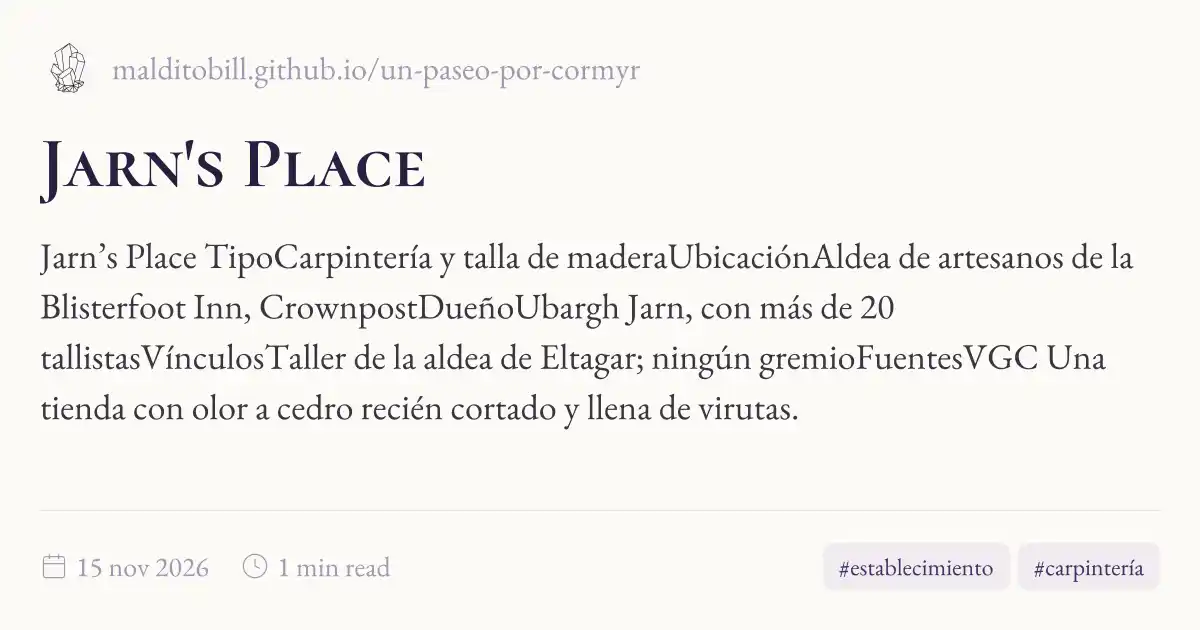 malditobill.github.io/un-paseo-por-cormyr
Jarn's Place
Jarn’s Place TipoCarpintería y talla de maderaUbicaciónAldea de artesanos de la
Blisterfoot Inn, CrownpostDueñoUbargh Jarn, con más de 20
tallistasVínculosTaller de la aldea de Eltagar; ningún gremioFuentesVGC Una
tienda con olor a cedro recién cortado y llena de virutas.
15 nov 2026
1 min read
#establecimiento
#carpintería